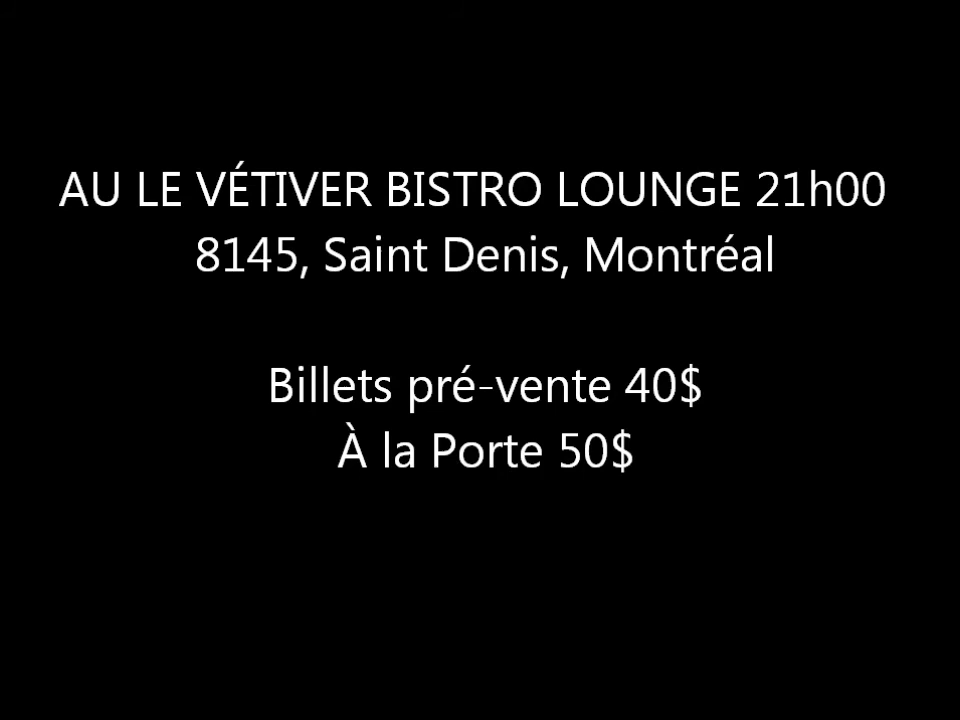 AU LE VÉTIVER BISTRO LOUNGE 21h00
8145, Saint Denis, Montréal
Billets pré-vente 40$
À la Porte 50$